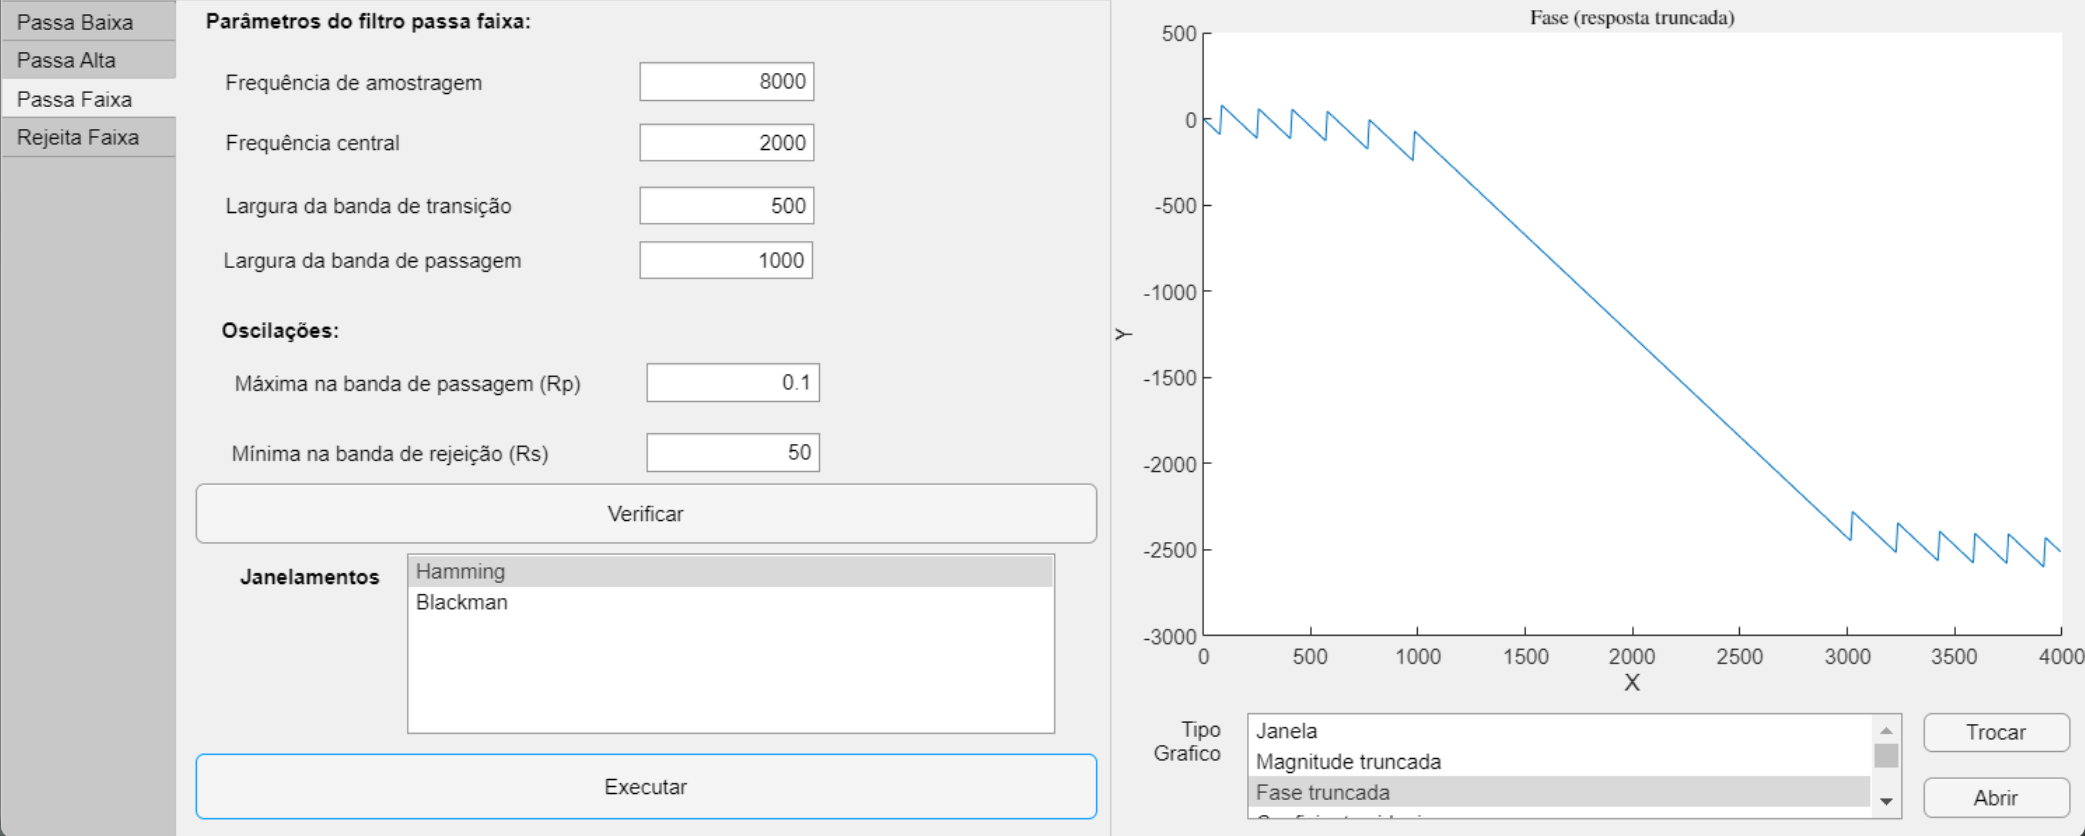 Passa Baixa
Passa Alta
Passa Faixa
Rejeita Faixa
Parâmetros do filtro passa faixa:
Frequência de amostragem 8000
Frequência central 2000
Largura da banda de transição 500
Largura da banda de passagem 1000
Oscilações:
Máxima na banda de passagem (Rp) 0.1
Mínima na banda de rejeição (Rs) 50
Verificar
Janelamentos
Hamming
Blackman
Executar
Fase (resposta truncada)
500
0
-500
-1000
-1500
-2000
-2500
-3000
Y
0 500 1000 1500 2000 2500 3000 3500 4000
X
Tipo
Grafico
Janela
Magnitude truncada
Fase truncada
Trocar
Abrir